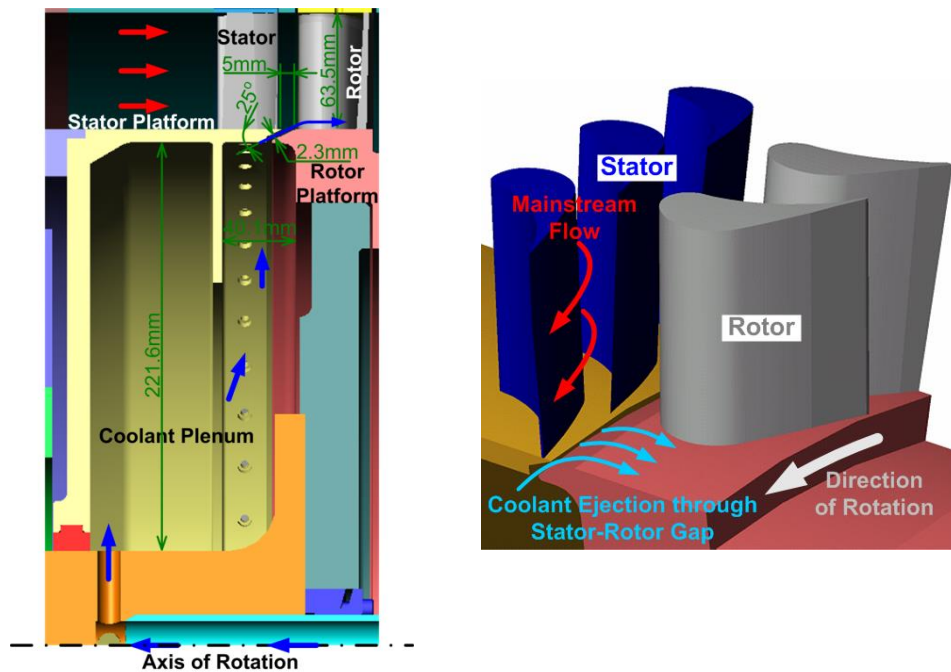 Stator
5mm
25°
63.5mm
Rotor
Stator Platform
2.3mm
Rotor
Platform
221.6mm
Coolant Plenum
Axis of Rotation
Stator
Mainstream
Flow
Rotor
Direction
of Rotation
Coolant Ejection through
Stator-Rotor Gap